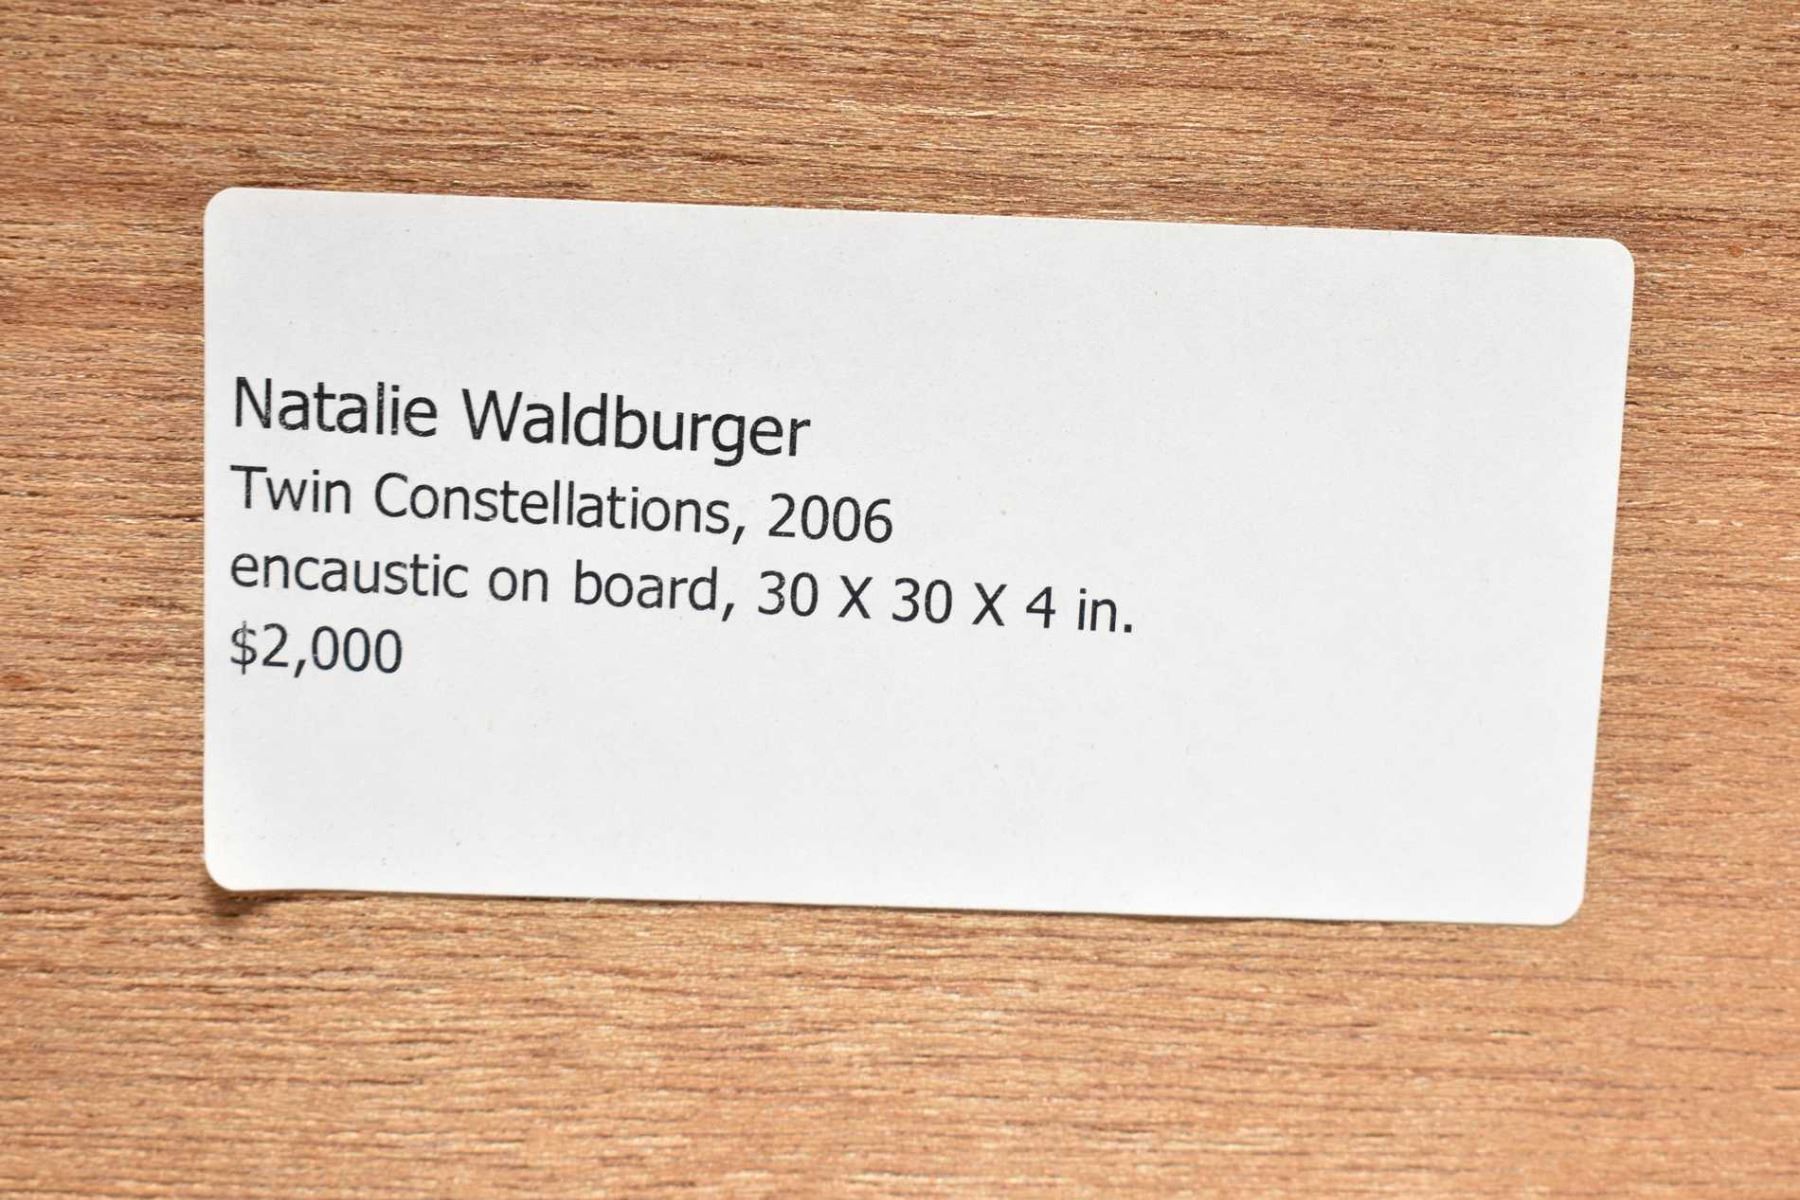 Natalie Waldburger
Twin Constellations, 2006
encaustic on board, 30 X 30 X 4 in.
$2,000